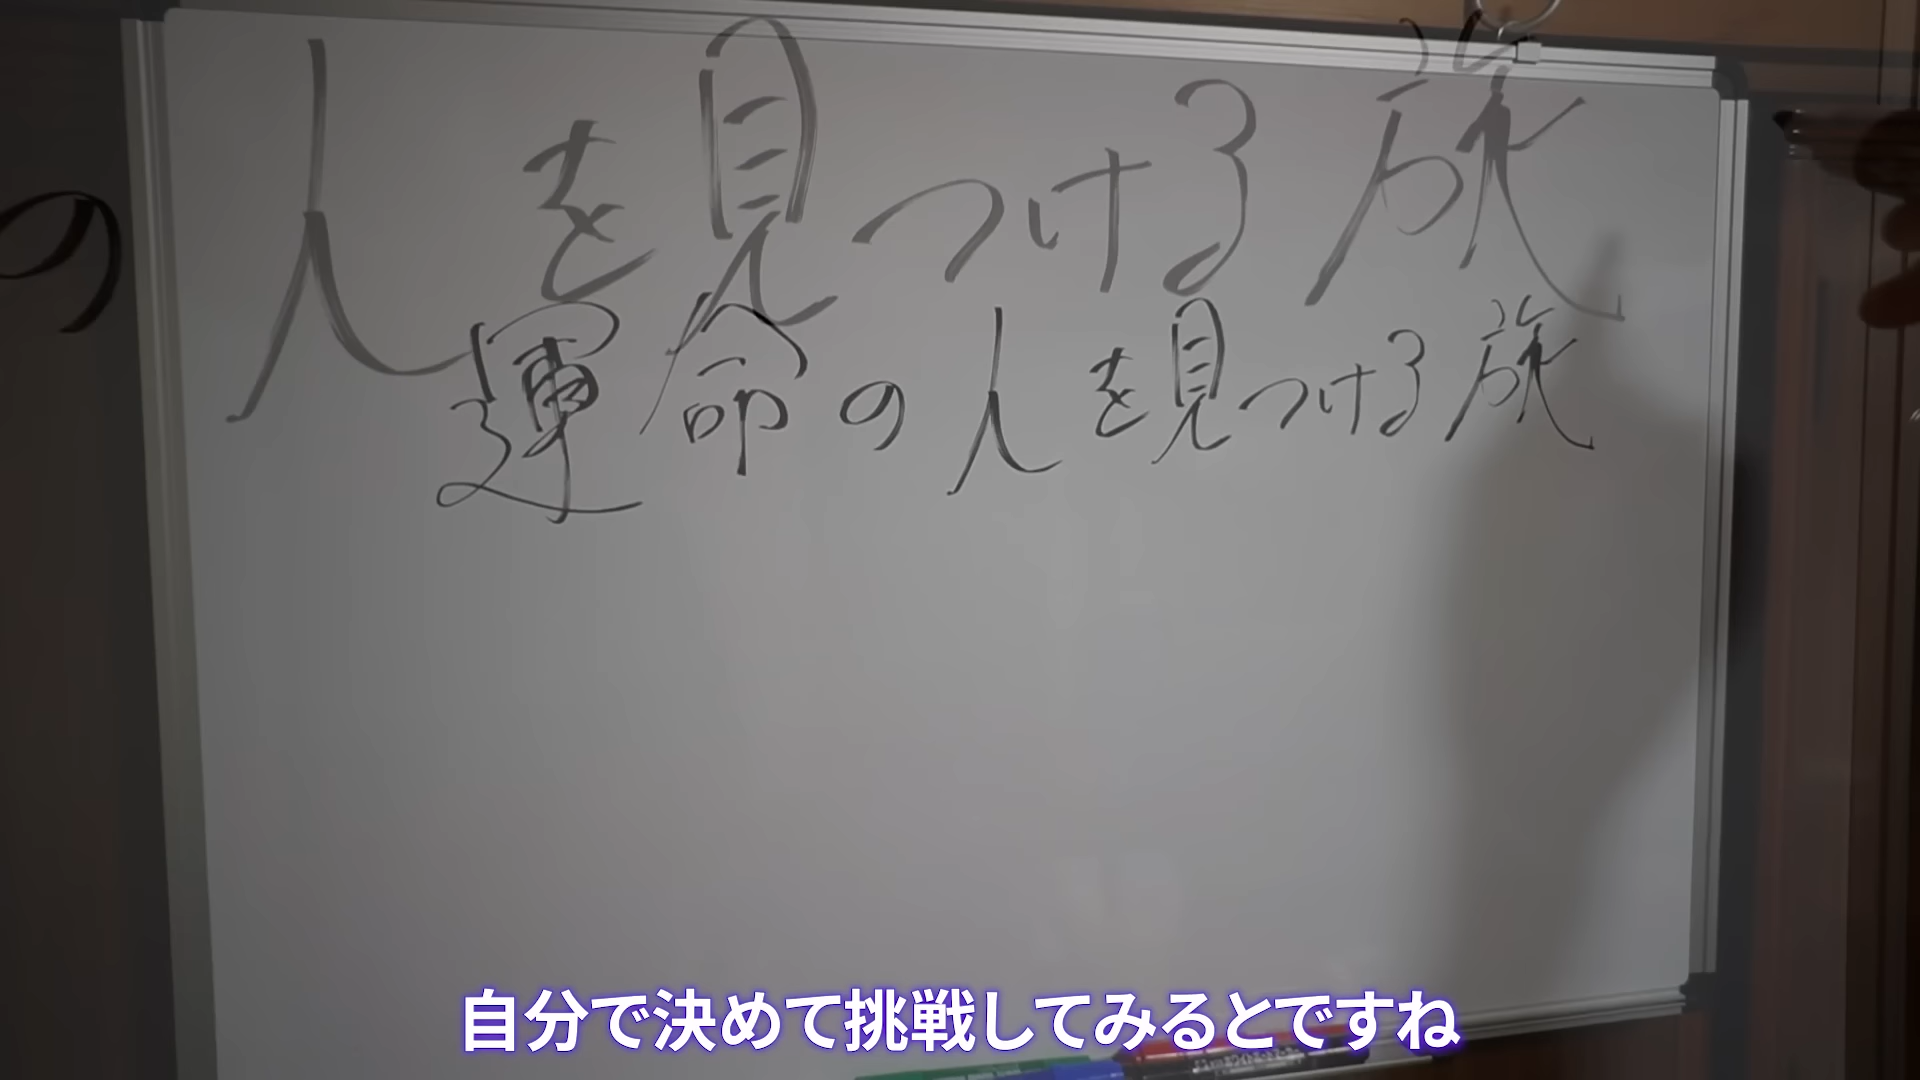 の人を見つける旅
運命の人を見つける旅
自分で決めて挑戦してみるとですね